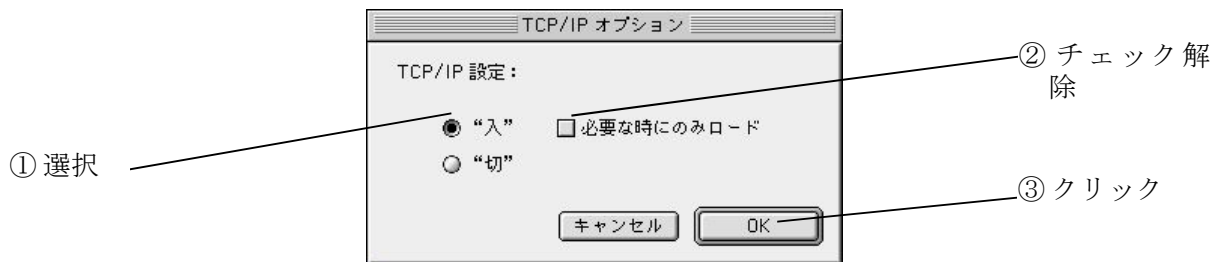 TCP/IP オプション
TCP/IP 設定：
“入”
必要な時にのみロード
“切”
キャンセル
OK
① 選択
② チェック解
除
③ クリック